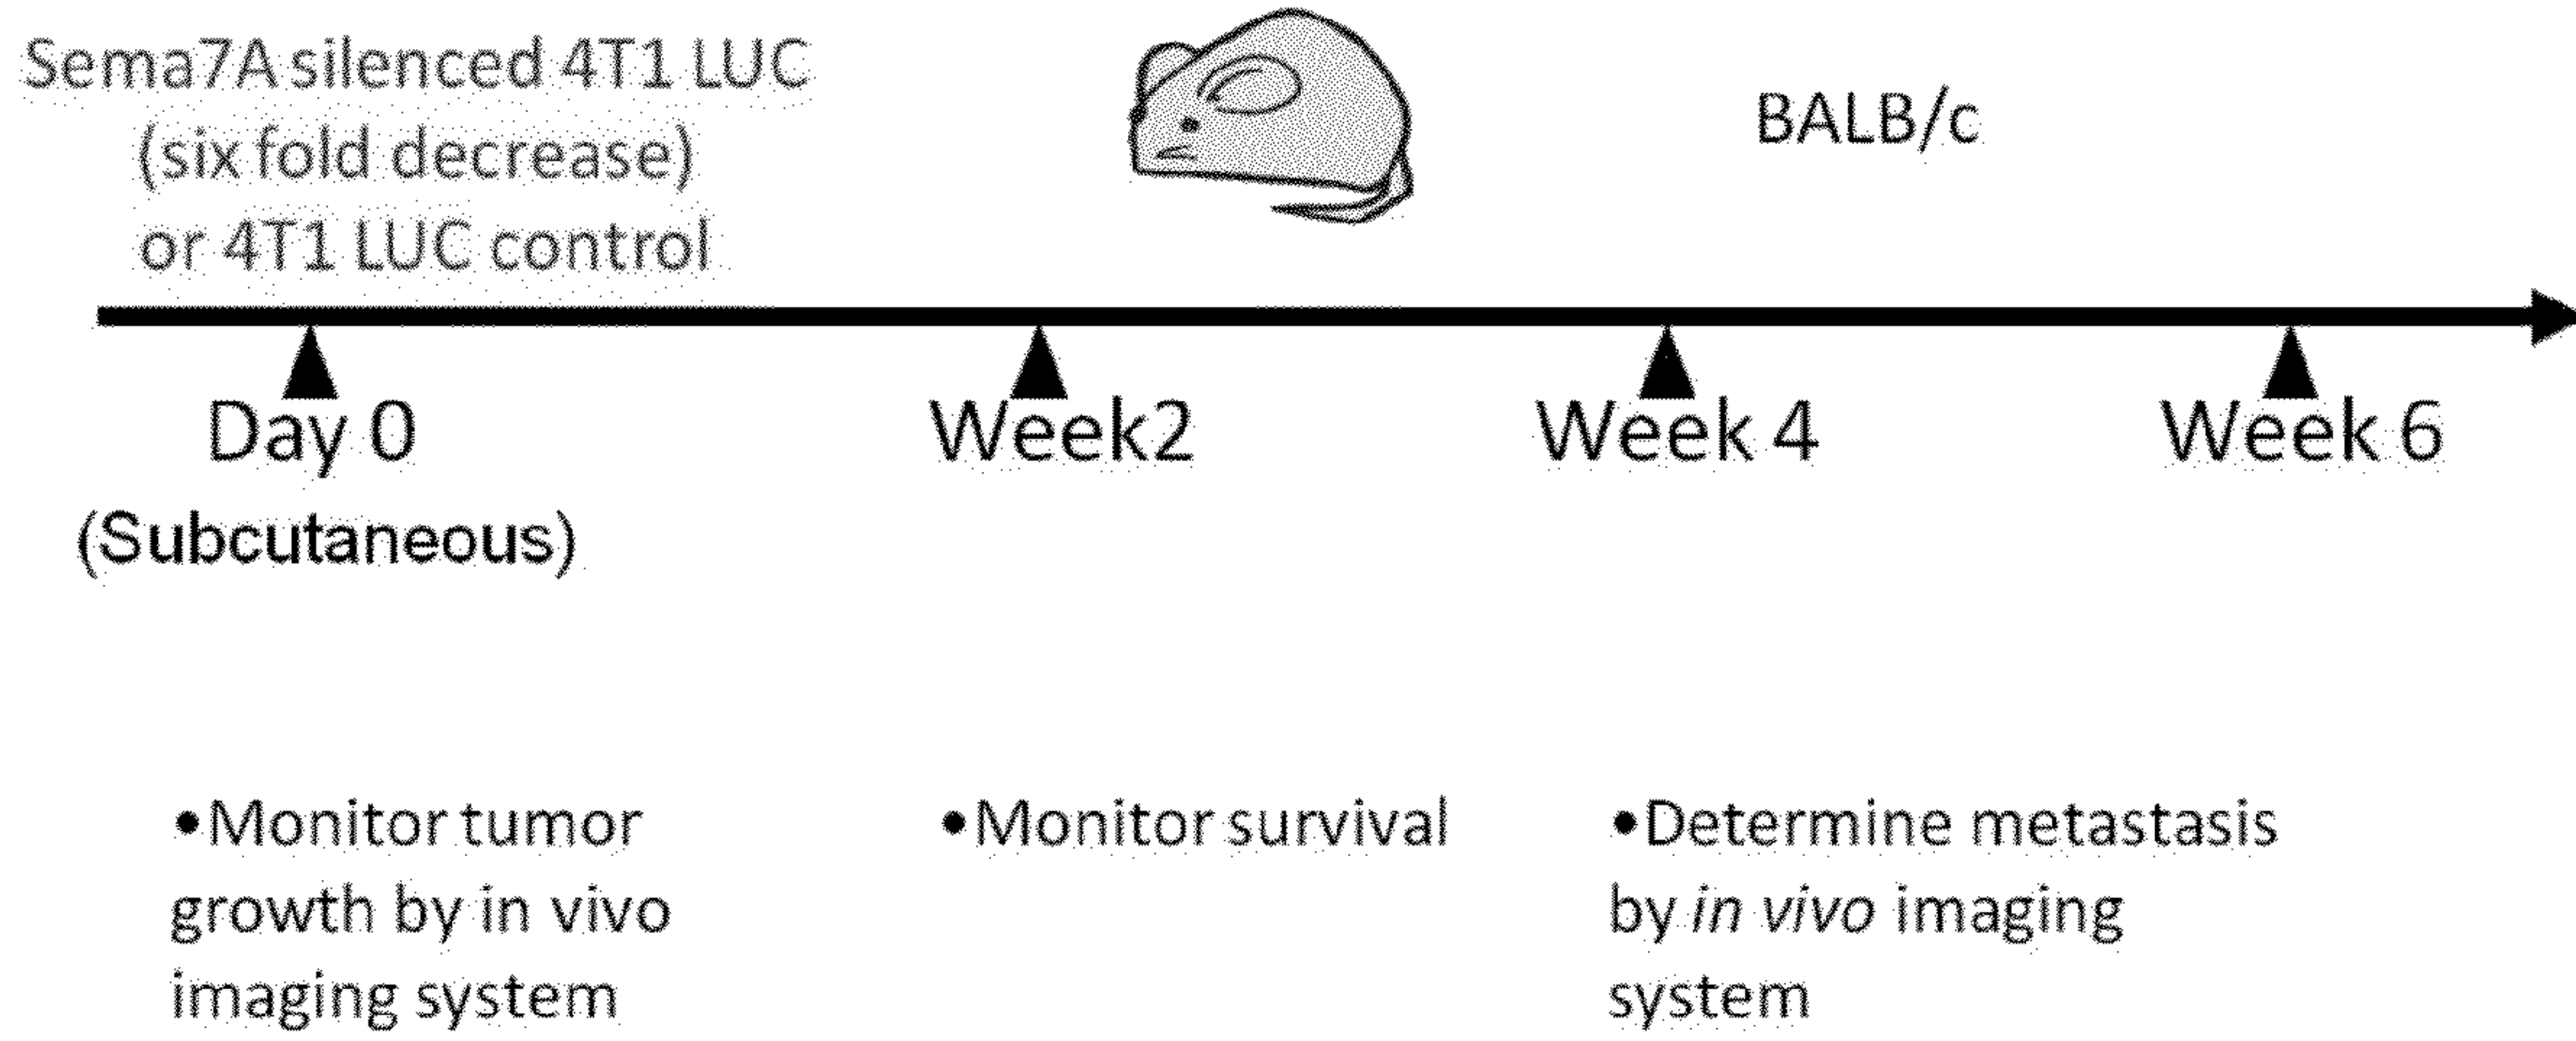 Sema7A silenced 4T1 LUC
(six fold decrease)
or 4T1 LUC control
BALB/c
Day 0
(Subcutaneous)
Week2
Week 4
Week 6
•Monitor tumor
growth by in vivo
imaging system
•Monitor survival
•Determine metastasis
by in vivo imaging
system